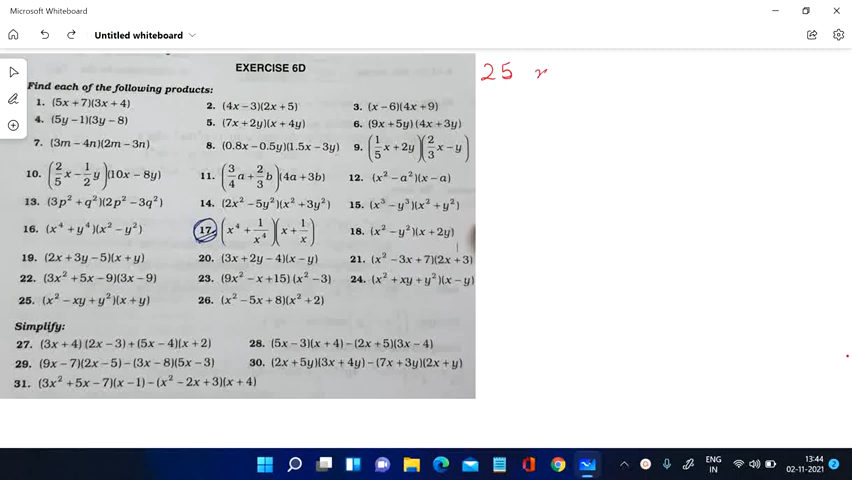 Microsoft Whiteboard
Untitled whiteboard
25 x
EXERCISE 6D
Find each of the following products:
1. (5x + 7)(3x + 4) 2. (4x − 3)(2x + 5) 3. (x − 6)(4x + 9)
4. (5y − 1)(3y − 8) 5. (7x + 2y)(x + 4y) 6. (9x + 5y)(4x + 3y)
7. (3m − 4n)(2m − 3n) 8. (0.8x − 0.5y)(1.5x − 3y) 9. (1/5 x + 2y)(2/3 x − y)
10. (2/5 x − 1/2 y)(10x − 8y) 11. (3/4 a + 2/3 b)(4a + 3b) 12. (x² − a²)(x − a)
13. (3p² + q²)(2p² − 3q²) 14. (2x² − 5y²)(x² + 3y²) 15. (x³ − y³)(x² + y²)
16. (x⁴ + y⁴)(x² − y²) 17. (x⁴ + 1/x⁴)(x + 1/x) 18. (x² − y²)(x + 2y)
19. (2x + 3y − 5)(x + y) 20. (3x + 2y − 4)(x − y) 21. (x² − 3x + 7)(2x + 3)
22. (3x² + 5x − 9)(3x − 9) 23. (9x² − x + 15)(x² − 3) 24. (x² + xy + y²)(x − y)
25. (x² − xy + y²)(x + y) 26. (x² − 5x + 8)(x² + 2)
Simplify:
27. (3x + 4)(2x − 3) + (5x − 4)(x + 2) 28. (5x − 3)(x + 4) − (2x + 5)(3x − 4)
29. (9x − 7)(2x − 5) − (3x − 8)(5x − 3) 30. (2x + 5y)(3x + 4y) − (7x + 3y)(2x + y)
31. (3x² + 5x − 7)(x − 1) − (x² − 2x + 3)(x + 4)
ENG
IN
13:44
02-11-2021
2